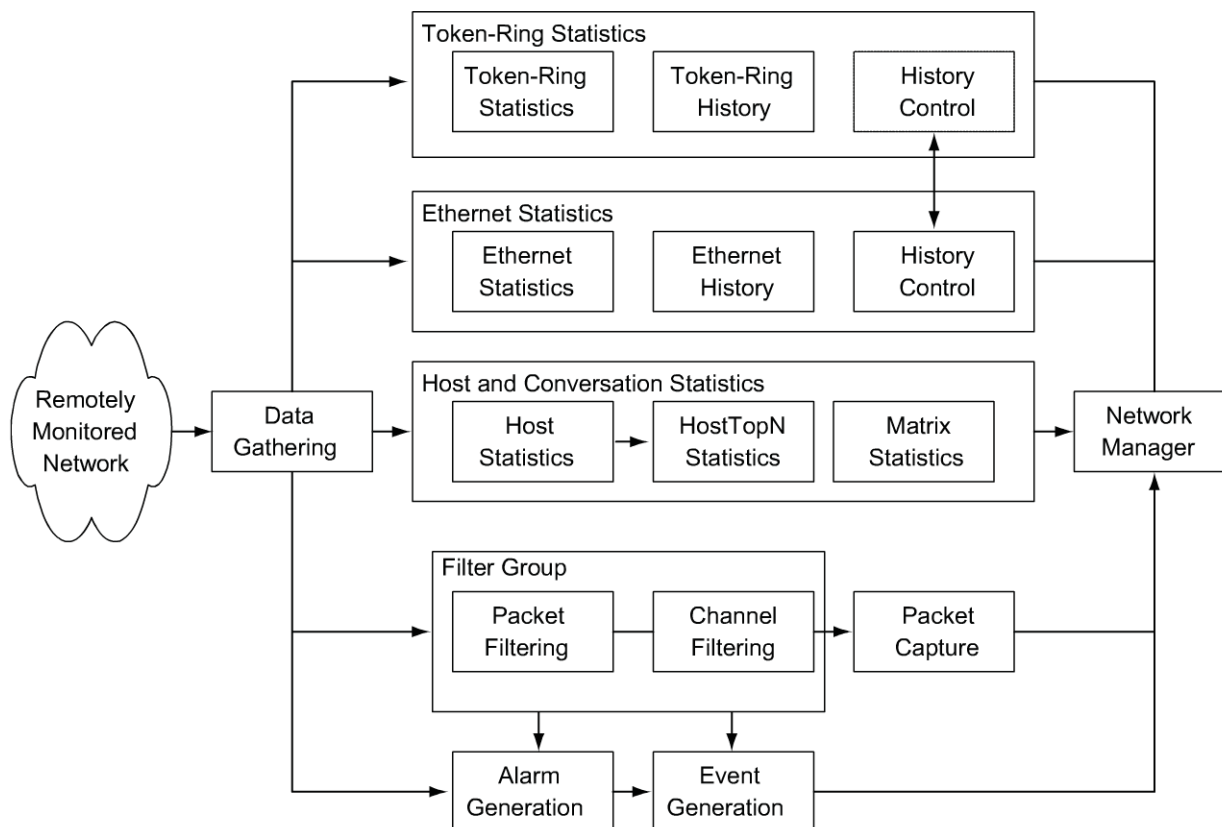 Token-Ring Statistics
Token-Ring
Statistics
Token-Ring
History
History
Control
Ethernet Statistics
Ethernet
Statistics
Ethernet
History
History
Control
Remotely
Monitored
Network
Data
Gathering
Host and Conversation Statistics
Host
Statistics
HostTopN
Statistics
Matrix
Statistics
Network
Manager
Filter Group
Packet
Filtering
Channel
Filtering
Packet
Capture
Alarm
Generation
Event
Generation